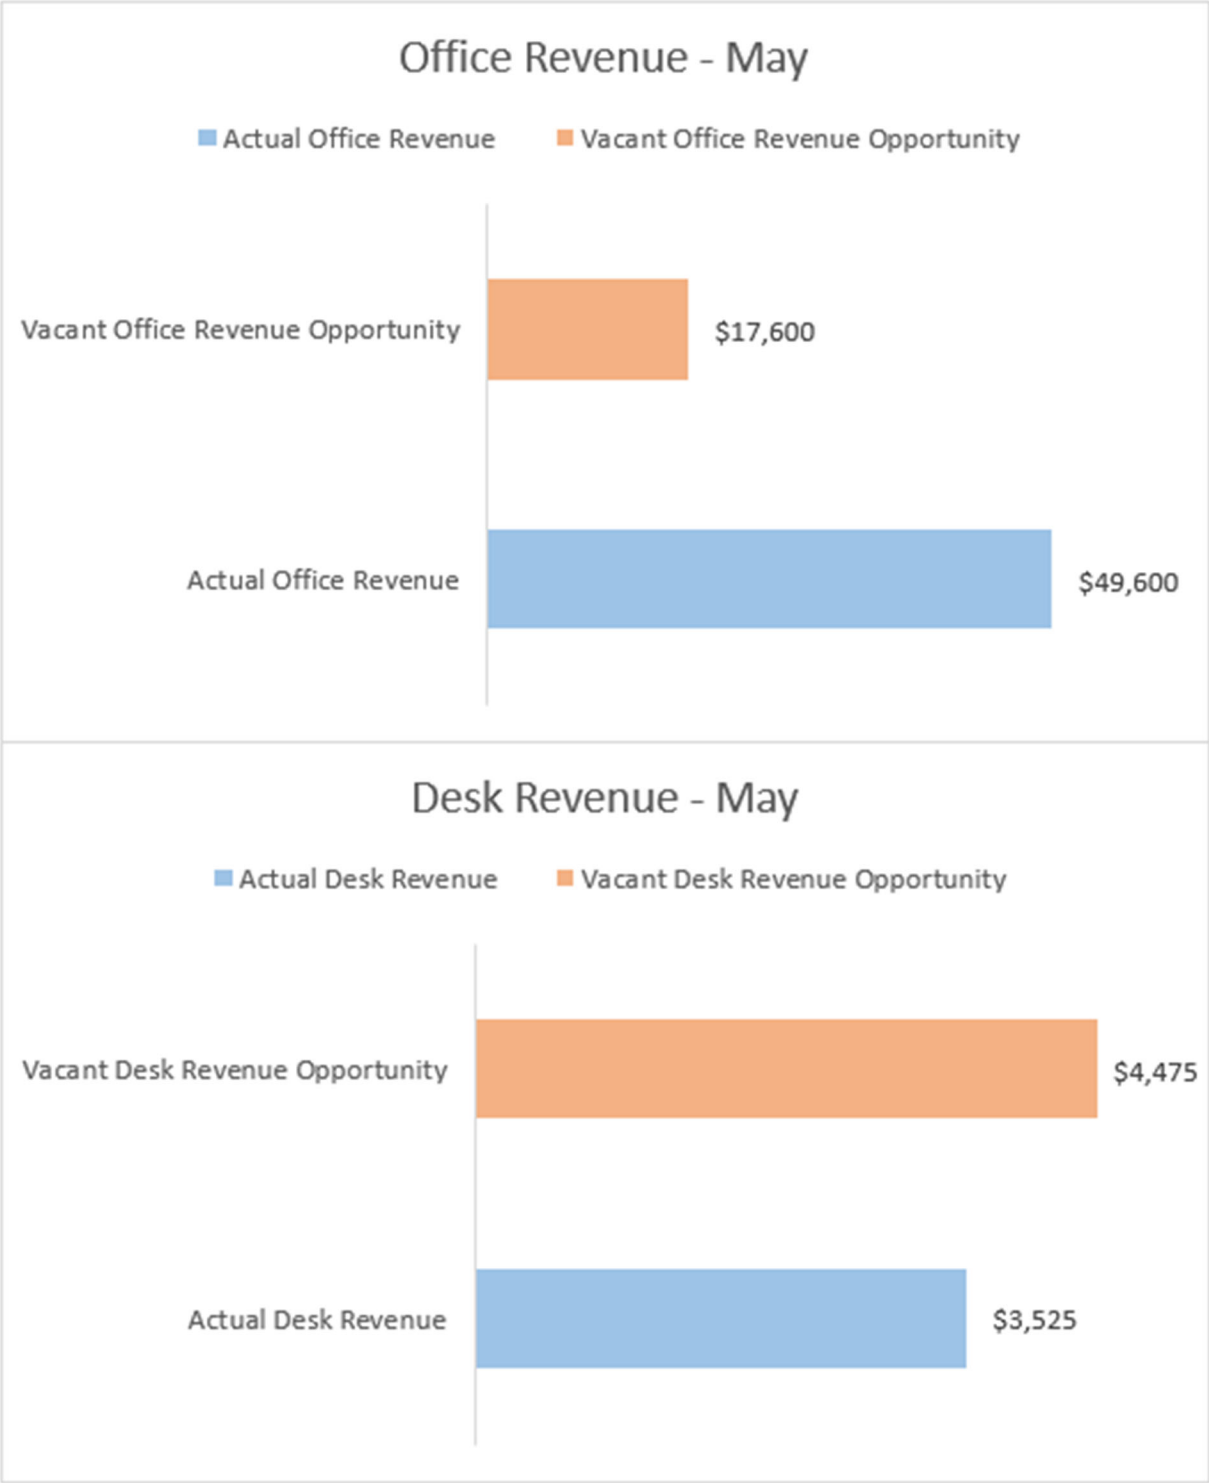 Office Revenue - May
Actual Office Revenue Vacant Office Revenue Opportunity
Vacant Office Revenue Opportunity $17,600
Actual Office Revenue $49,600
Desk Revenue - May
Actual Desk Revenue Vacant Desk Revenue Opportunity
Vacant Desk Revenue Opportunity $4,475
Actual Desk Revenue $3,525